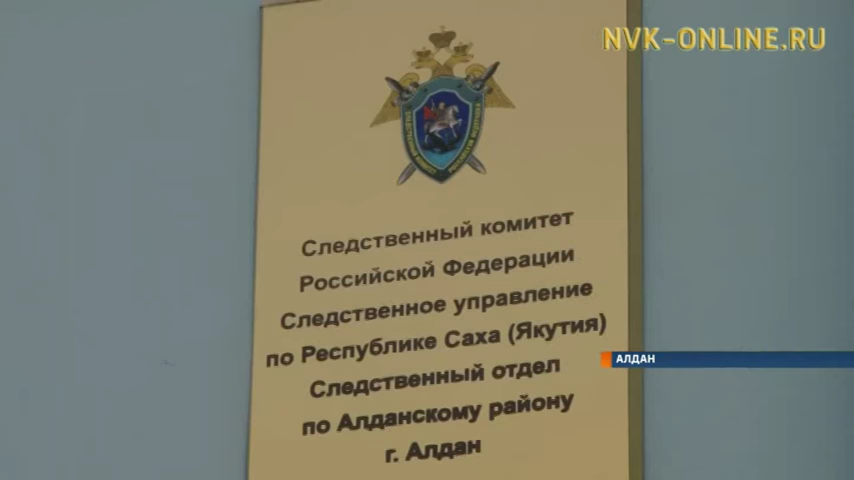 NVK-ONLINE.RU
Следственный комитет
Российской Федерации
Следственное управление
по Республике Саха (Якутия)
Следственный отдел
по Алданскому району
г. Алдан
АЛДАН